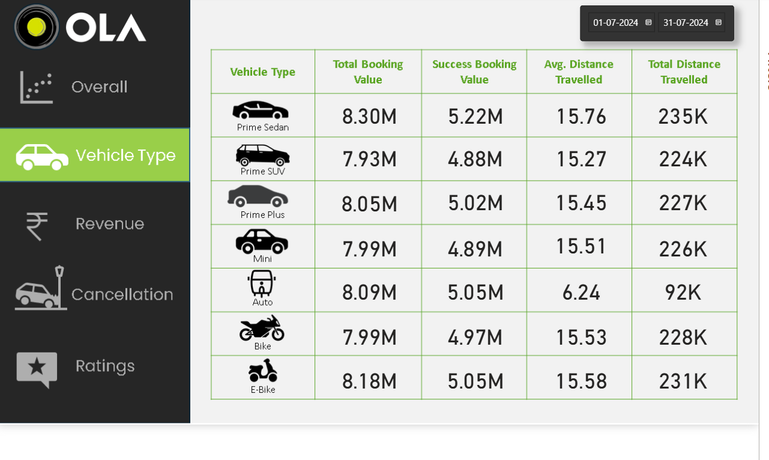 OLA
01-07-2024 31-07-2024
Overall
Vehicle Type
Revenue
Cancellation
Ratings
Vehicle Type Total Booking Value Success Booking Value Avg. Distance Travelled Total Distance Travelled
Prime Sedan 8.30M 5.22M 15.76 235K
Prime SUV 7.93M 4.88M 15.27 224K
Prime Plus 8.05M 5.02M 15.45 227K
Mini 7.99M 4.89M 15.51 226K
Auto 8.09M 5.05M 6.24 92K
Bike 7.99M 4.97M 15.53 228K
E-Bike 8.18M 5.05M 15.58 231K